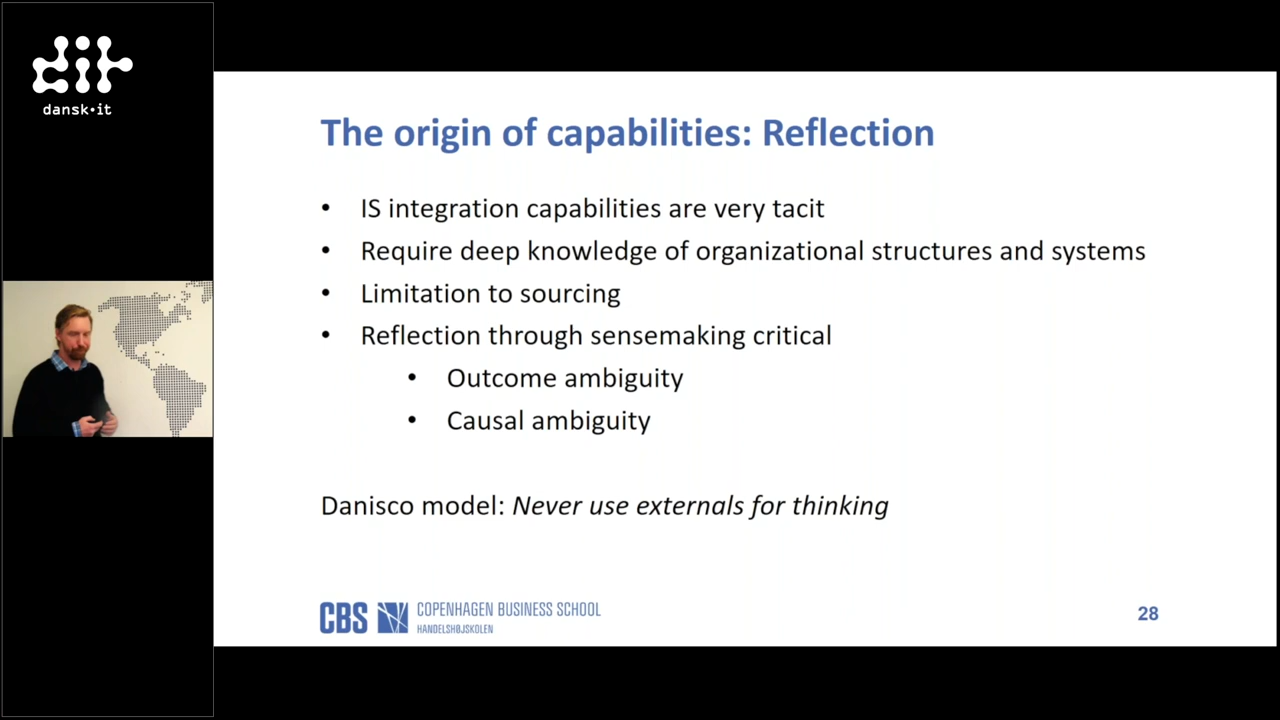 dit
dansk•it
The origin of capabilities: Reflection
• IS integration capabilities are very tacit
• Require deep knowledge of organizational structures and systems
• Limitation to sourcing
• Reflection through sensemaking critical
• Outcome ambiguity
• Causal ambiguity
Danisco model: Never use externals for thinking
CBS COPENHAGEN BUSINESS SCHOOL
HANDELSHØJSKOLEN
28